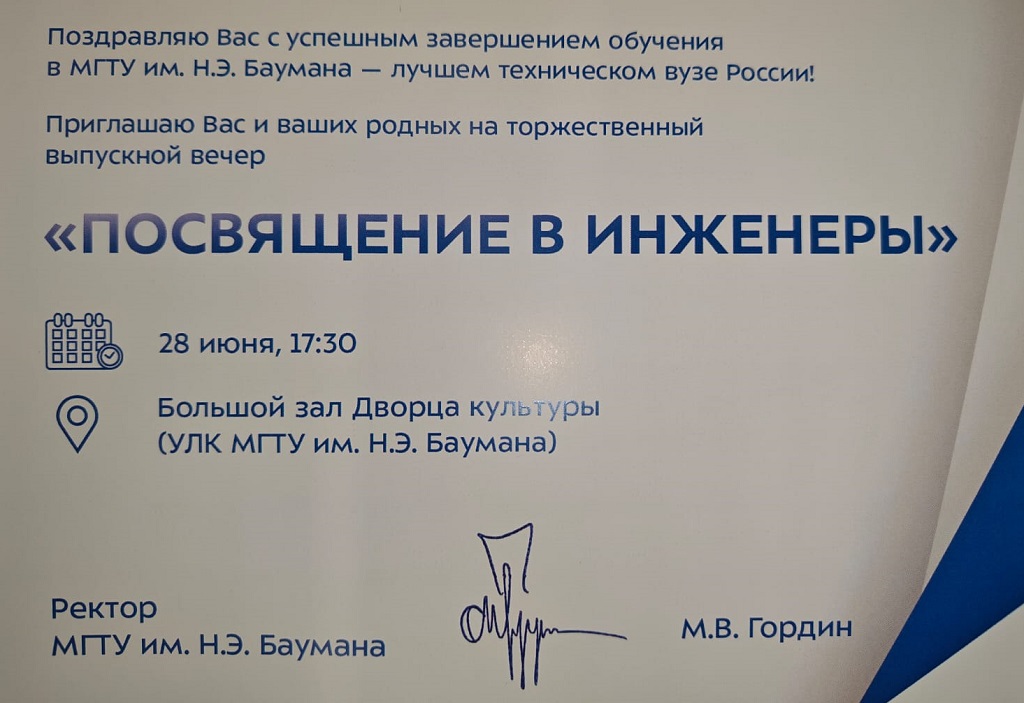 Поздравляю Вас с успешным завершением обучения
в МГТУ им. Н.Э. Баумана — лучшем техническом вузе России!
Приглашаю Вас и ваших родных на торжественный
выпускной вечер
«ПОСВЯЩЕНИЕ В ИНЖЕНЕРЫ»
28 июня, 17:30
Большой зал Дворца культуры
(УЛК МГТУ им. Н.Э. Баумана)
Ректор
МГТУ им. Н.Э. Баумана
М.В. Гордин